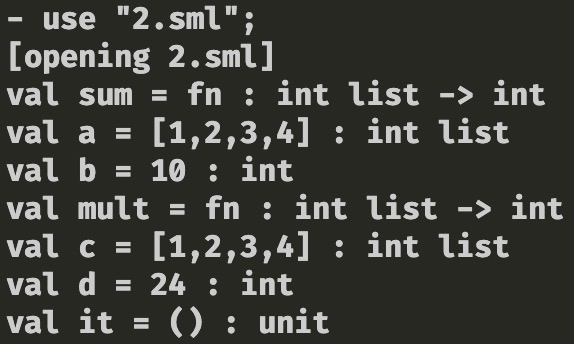 - use "2.sml";
[opening 2.sml]
val sum = fn : int list -> int
val a = [1,2,3,4] : int list
val b = 10 : int
val mult = fn : int list -> int
val c = [1,2,3,4] : int list
val d = 24 : int
val it = () : unit